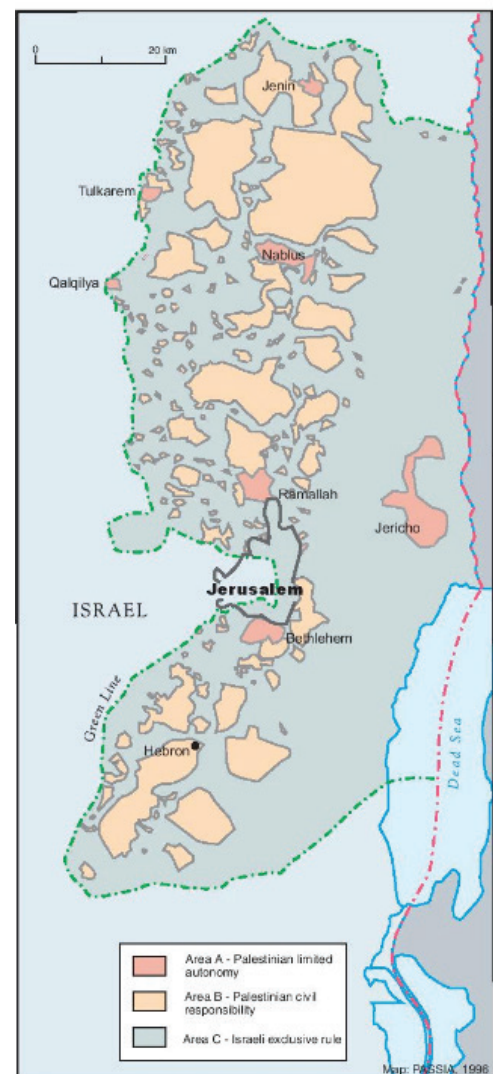 0 20 km
Jenin
Tulkarem
Nablus
Qalqilya
Ramallah
Jericho
Jerusalem
ISRAEL
Bethlehem
Green Line
Hebron
Dead Sea
Area A - Palestinian limited
autonomy
Area B - Palestinian civil
responsibility
Area C - Israeli exclusive rule
Map: PASSIA, 1996